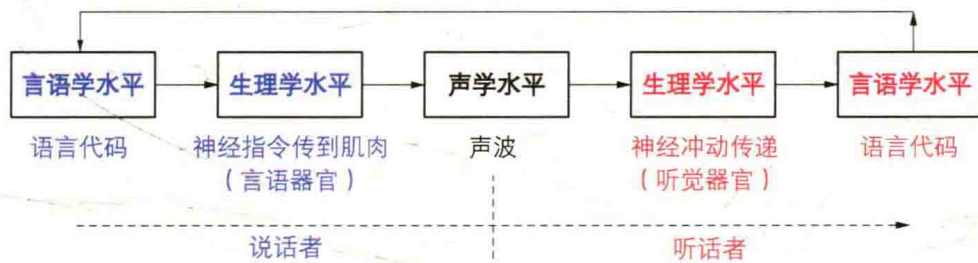 言语学水平 生理学水平 声学水平 生理学水平 言语学水平
语言代码 神经指令传到肌肉 声波 神经冲动传递 语言代码
（言语器官） （听觉器官）
说话者 听话者